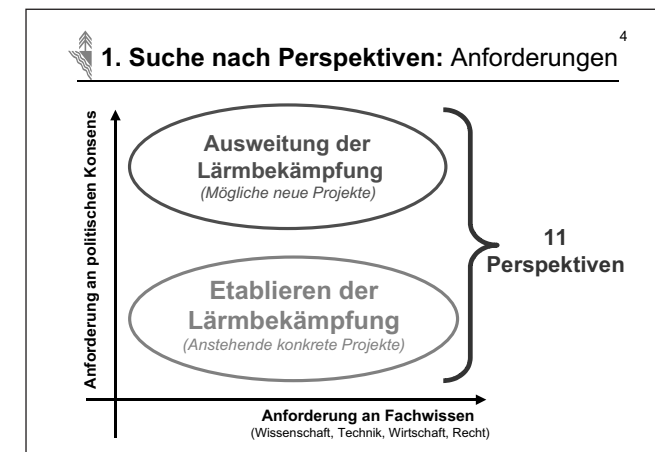 4
1. Suche nach Perspektiven: Anforderungen
Anforderung an politischen Konsens
Ausweitung der
Lärmbekämpfung
(Mögliche neue Projekte)
11
Perspektiven
Etablieren der
Lärmbekämpfung
(Anstehende konkrete Projekte)
Anforderung an Fachwissen
(Wissenschaft, Technik, Wirtschaft, Recht)